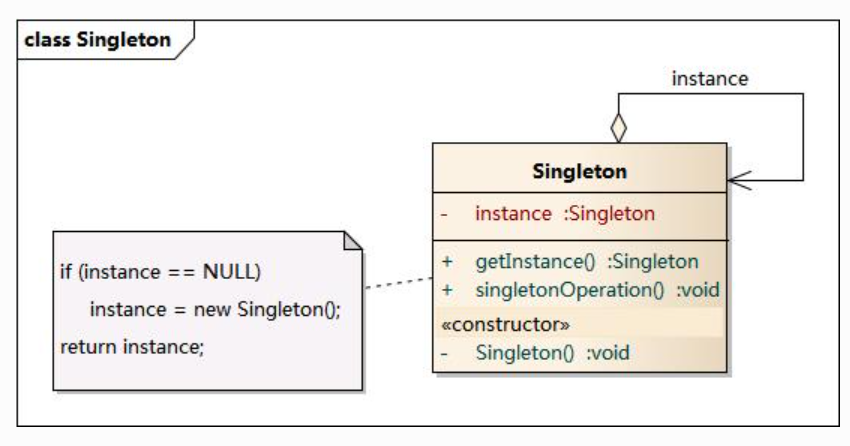 class Singleton
instance
Singleton
- instance :Singleton
+ getInstance() :Singleton
+ singletonOperation() :void
«constructor»
- Singleton() :void
if (instance == NULL)
instance = new Singleton();
return instance;